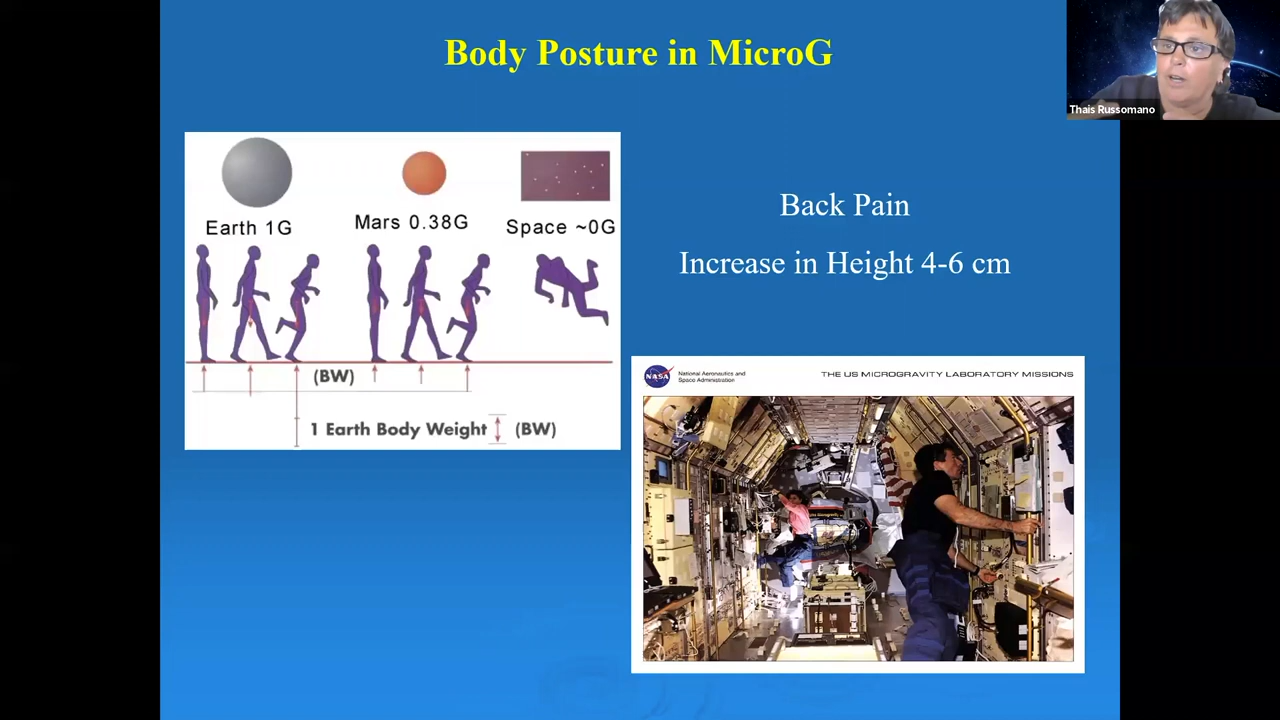 Body Posture in MicroG
Thais Russomano
Earth 1G
Mars 0.38G
Space ~0G
(BW)
1 Earth Body Weight (BW)
Back Pain
Increase in Height 4-6 cm
NASA
National Aeronautics and
Space Administration
THE US MICROGRAVITY LABORATORY MISSIONS